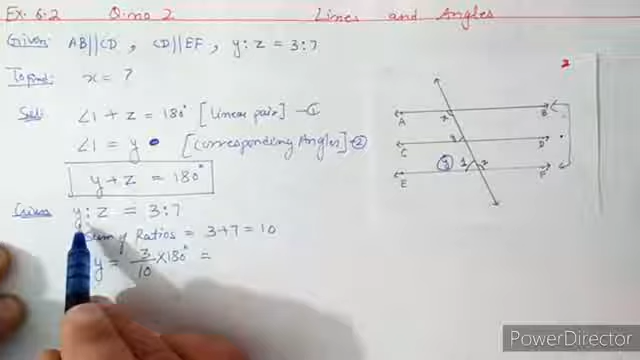 Ex. 6.2 Q.no 2 Lines and Angles
Given: AB||CD, CD||EF, y:z = 3:7
To find x = ?
Sol: ∠1 + z = 180° [Linear pair] -①
∠1 = y [corresponding Angles] -②
y+z = 180°
Given y:z = 3:7
Sum of Ratios = 3+7 = 10
y = 3/10 × 180° =
2
A x B
C y D
E 3 1 z F
PowerDirector